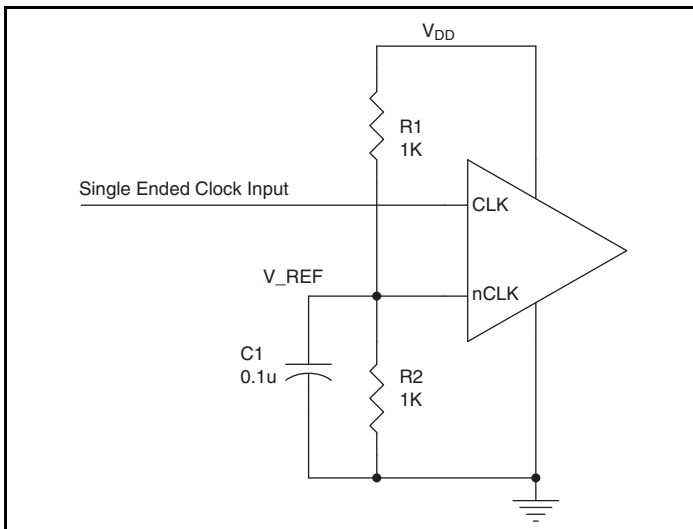 VDD
R1
1K
Single Ended Clock Input
CLK
V_REF
nCLK
C1
0.1u
R2
1K